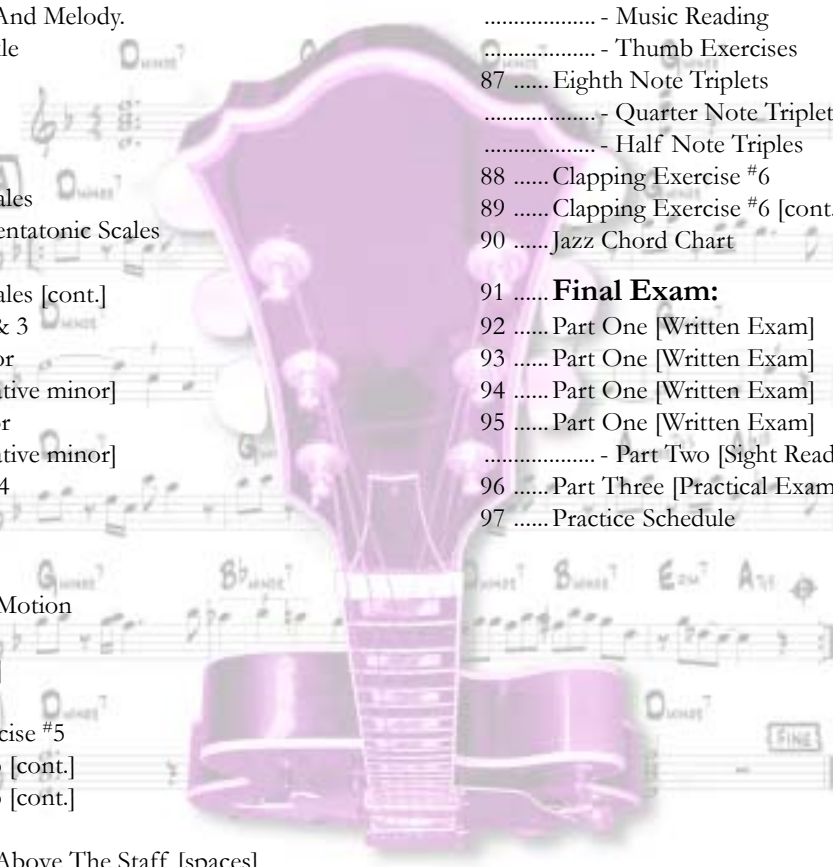 And Melody.
kle
ales
entatonic Scales
ales [cont.]
& 3
or
ative minor]
or
ative minor]
4
Motion
]
cise #5
[cont.]
[cont.]
Above The Staff [spaces]
.................... - Music Reading
.................... - Thumb Exercises
87 ...... Eighth Note Triplets
.................... - Quarter Note Triplet
.................... - Half Note Triples
88 ...... Clapping Exercise #6
89 ...... Clapping Exercise #6 [cont.
90 ...... Jazz Chord Chart
91 ...... Final Exam:
92 ...... Part One [Written Exam]
93 ...... Part One [Written Exam]
94 ...... Part One [Written Exam]
95 ...... Part One [Written Exam]
.................... - Part Two [Sight Read
96 ...... Part Three [Practical Exam
97 ...... Practice Schedule
FINE